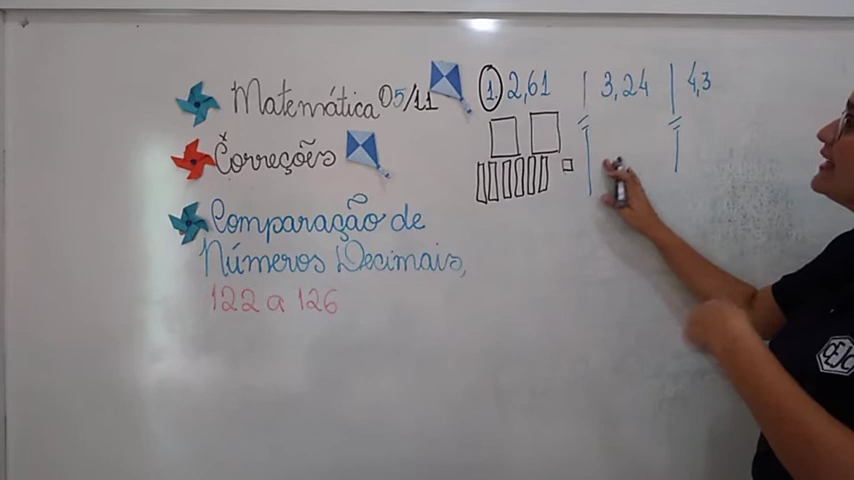 Matemática 05/11
Correções
Comparação de
Números Decimais,
122 a 126
1. 2,61 3,24 4,3